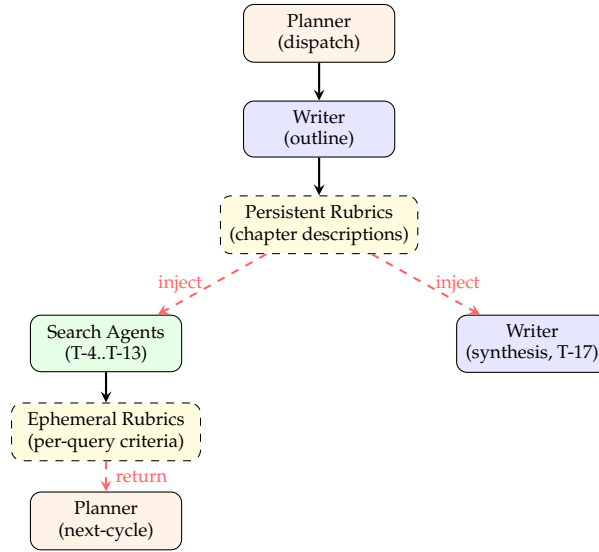 Planner
(dispatch)
Writer
(outline)
Persistent Rubrics
(chapter descriptions)
inject
inject
Search Agents
(T-4..T-13)
Writer
(synthesis, T-17)
Ephemeral Rubrics
(per-query criteria)
return
Planner
(next-cycle)